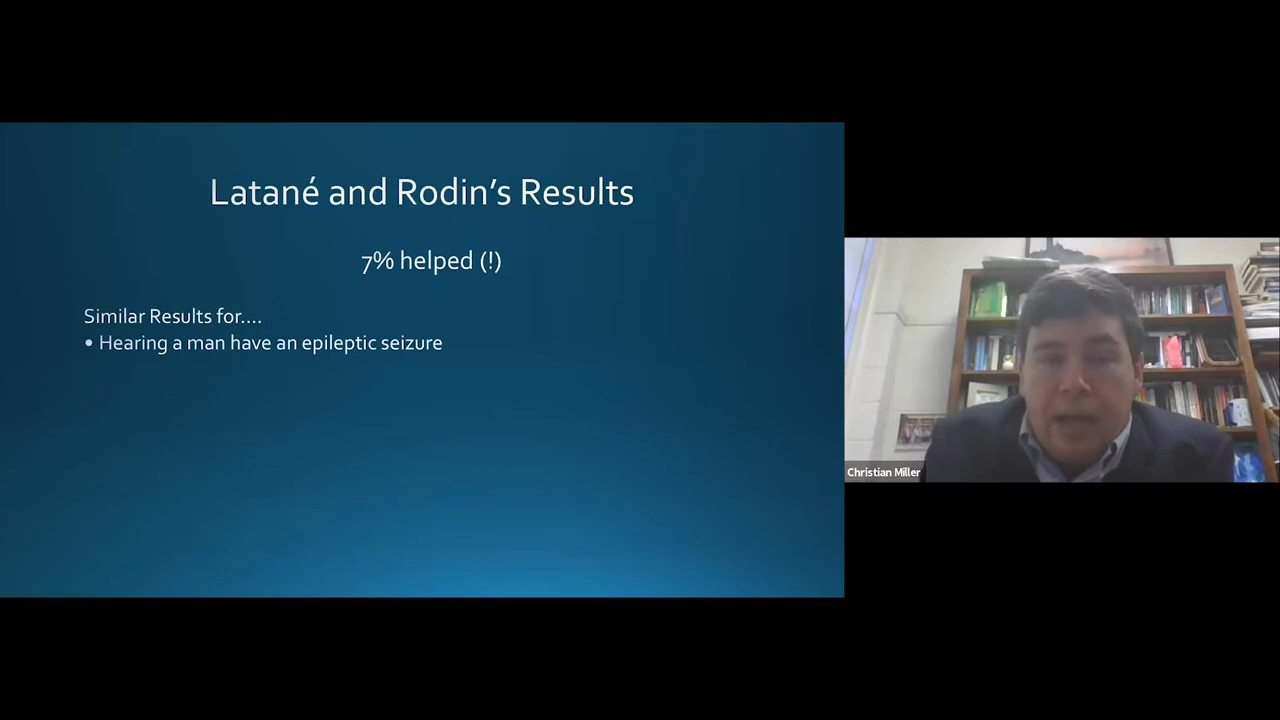 Latané and Rodin's Results
7% helped (!)
Similar Results for....
• Hearing a man have an epileptic seizure
Christian Miller